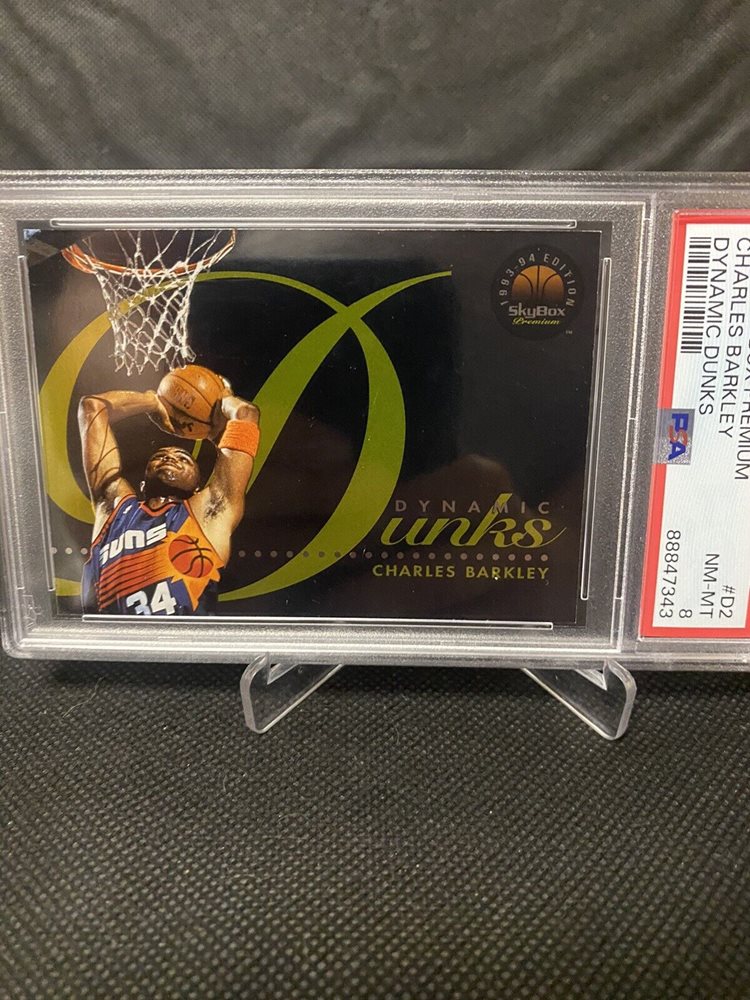 1993-94 EDITION
SkyBox
Premium
TM
DYNAMIC
Dunks
CHARLES BARKLEY
SUNS
34
CHARLES BARKLEY
DYNAMIC DUNKS
PSA
#D2
NM-MT 8
88847343